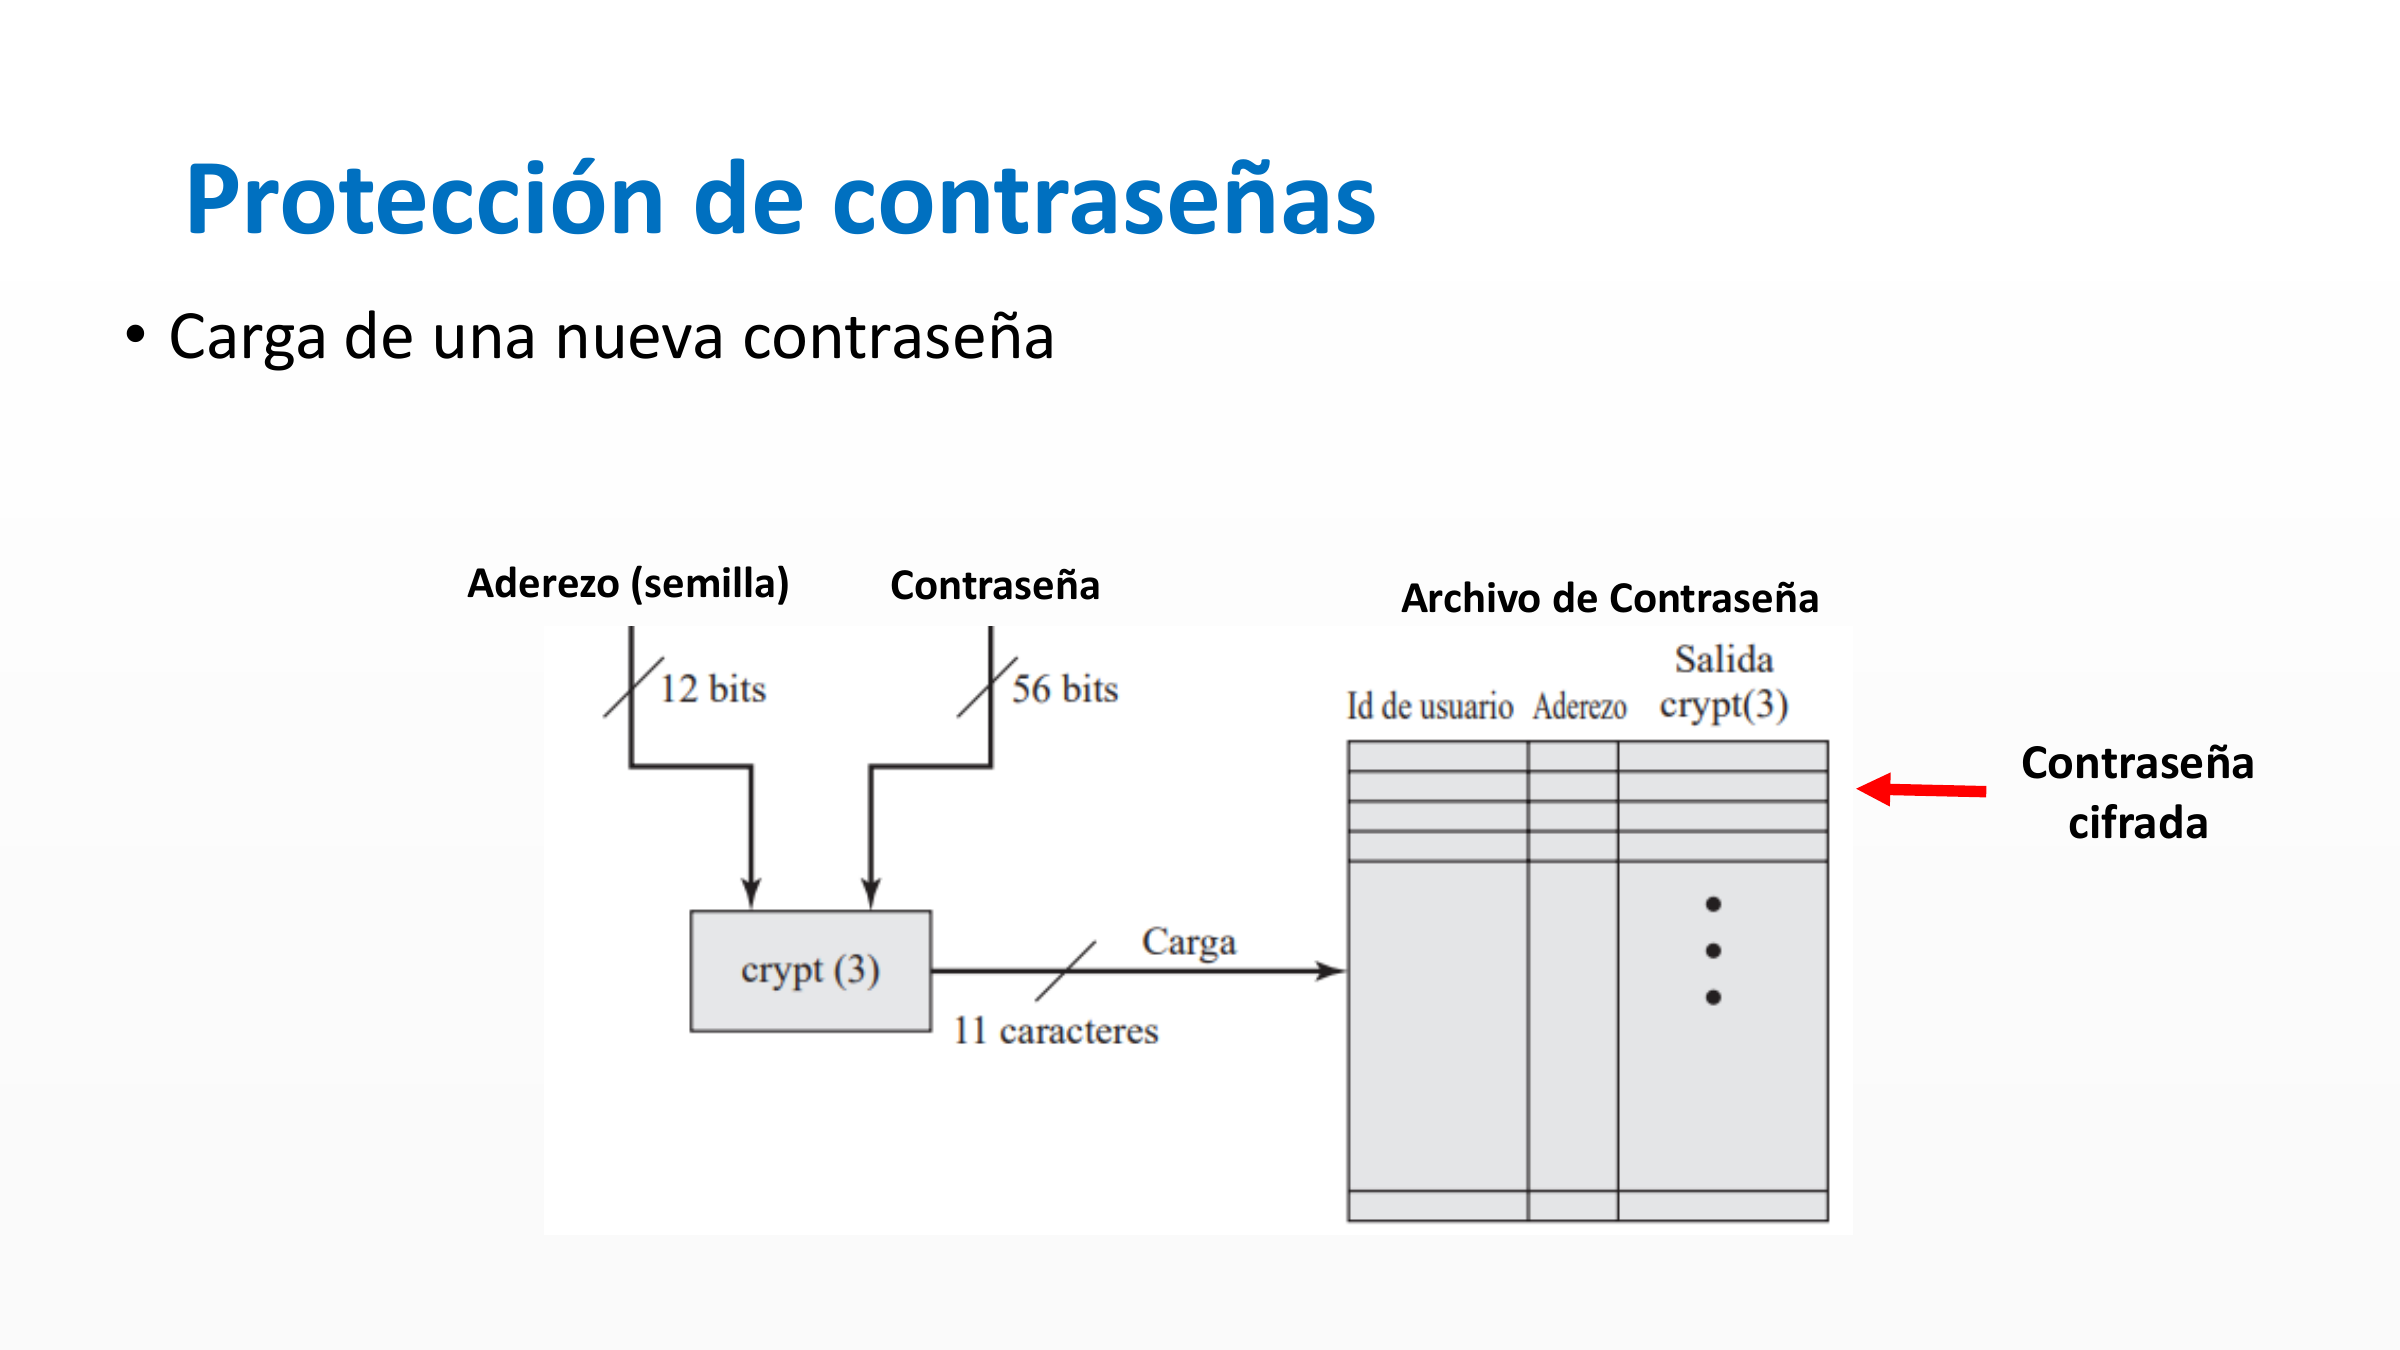 Protección de contraseñas
• Carga de una nueva contraseña
Aderezo (semilla)
Contraseña
Archivo de Contraseña
12 bits
56 bits
Salida
Id de usuario Aderezo crypt(3)
Contraseña
cifrada
crypt (3)
Carga
11 caracteres